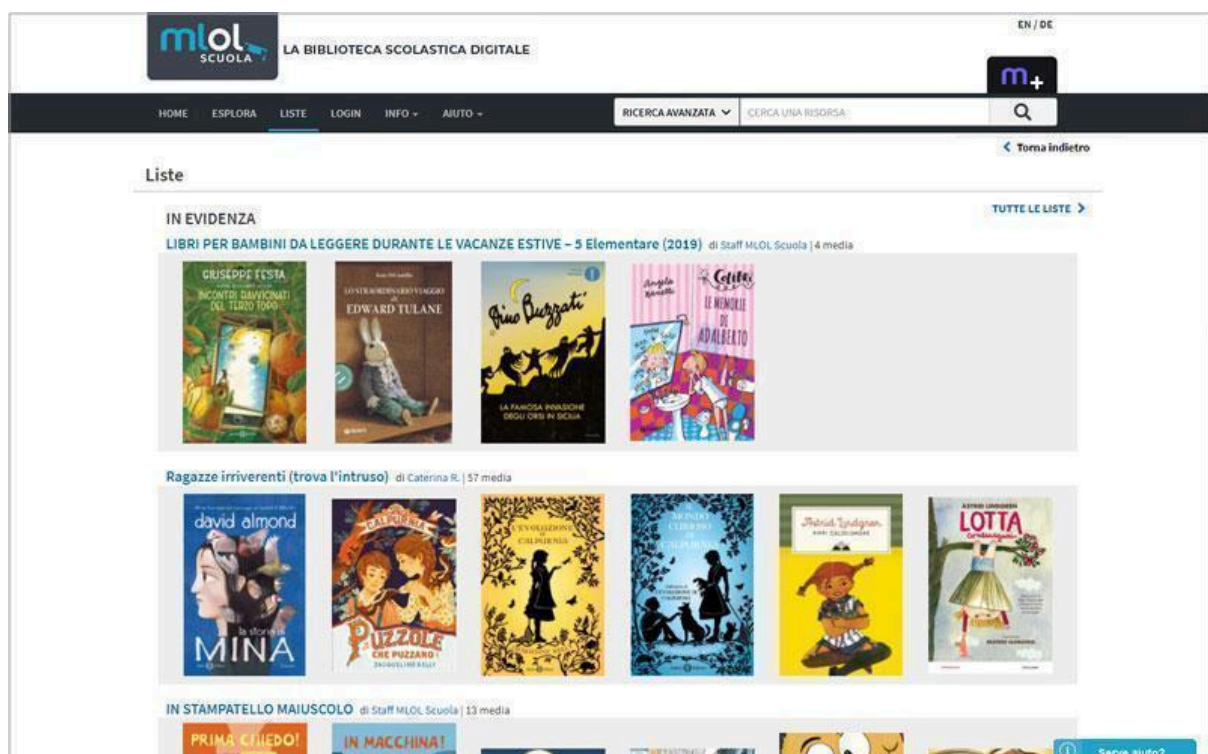 mlol
SCUOLA
LA BIBLIOTECA SCOLASTICA DIGITALE
EN / DE
m+
HOME ESPLORA LISTE LOGIN INFO AIUTO
RICERCA AVANZATA CERCA UNA RISORSA
Torna indietro
Liste
IN EVIDENZA
TUTTE LE LISTE
LIBRI PER BAMBINI DA LEGGERE DURANTE LE VACANZE ESTIVE – 5 Elementare (2019) di Staff MLOL Scuola | 4 media
GIUSEPPE FESTA
INCONTRI RAVVICINATI
DEL TERZO TOPO
LO STRAORDINARIO VIAGGIO
di
EDWARD TULANE
Dino Buzzati
LA FAMOSA INVASIONE
DEGLI ORSI IN SICILIA
Angela
Nanetti
LE MEMORIE
DI
ADALBERTO
Ragazze irriverenti (trova l'intruso) di Caterina R. | 57 media
david almond
la storia di
MINA
CALPURNIA
PUZZOLE
CHE PUZZANO
JACQUELINE KELLY
L'EVOLUZIONE
DI
CALPURNIA
IL
MONDO
CURIOSO
DI
CALPURNIA
Astrid Lindgren
PIPPI CALZELUNGHE
ASTRID LINDGREN
LOTTA
Combinaguai
IN STAMPATELLO MAIUSCOLO di Staff MLOL Scuola | 13 media
PRIMA CHIEDO!
IN MACCHINA!
Serve aiuto?